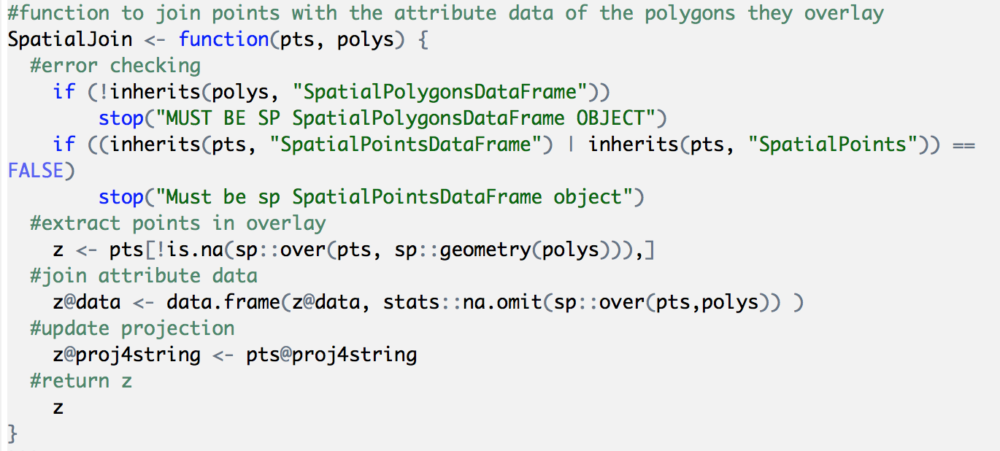 #function to join points with the attribute data of the polygons they overlay
SpatialJoin <- function(pts, polys) {
  #error checking
    if (!inherits(polys, "SpatialPolygonsDataFrame"))
        stop("MUST BE SP SpatialPolygonsDataFrame OBJECT")
    if ((inherits(pts, "SpatialPointsDataFrame") | inherits(pts, "SpatialPoints")) ==
FALSE)
        stop("Must be sp SpatialPointsDataFrame object")
  #extract points in overlay
    z <- pts[!is.na(sp::over(pts, sp::geometry(polys))),]
  #join attribute data
    z@data <- data.frame(z@data, stats::na.omit(sp::over(pts,polys)) )
  #update projection
    z@proj4string <- pts@proj4string
  #return z
    z
}